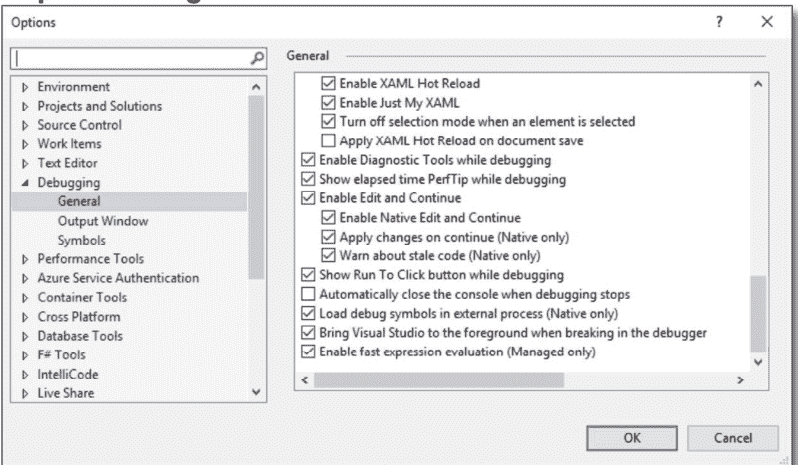 Options
?
General
Environment
Projects and Solutions
Source Control
Work Items
Text Editor
Debugging
General
Output Window
Symbols
Performance Tools
Azure Service Authentication
Container Tools
Cross Platform
Database Tools
F# Tools
IntelliCode
Live Share
Enable XAML Hot Reload
Enable Just My XAML
Turn off selection mode when an element is selected
Apply XAML Hot Reload on document save
Enable Diagnostic Tools while debugging
Show elapsed time PerfTip while debugging
Enable Edit and Continue
Enable Native Edit and Continue
Apply changes on continue (Native only)
Warn about stale code (Native only)
Show Run To Click button while debugging
Automatically close the console when debugging stops
Load debug symbols in external process (Native only)
Bring Visual Studio to the foreground when breaking in the debugger
Enable fast expression evaluation (Managed only)
OK
Cancel